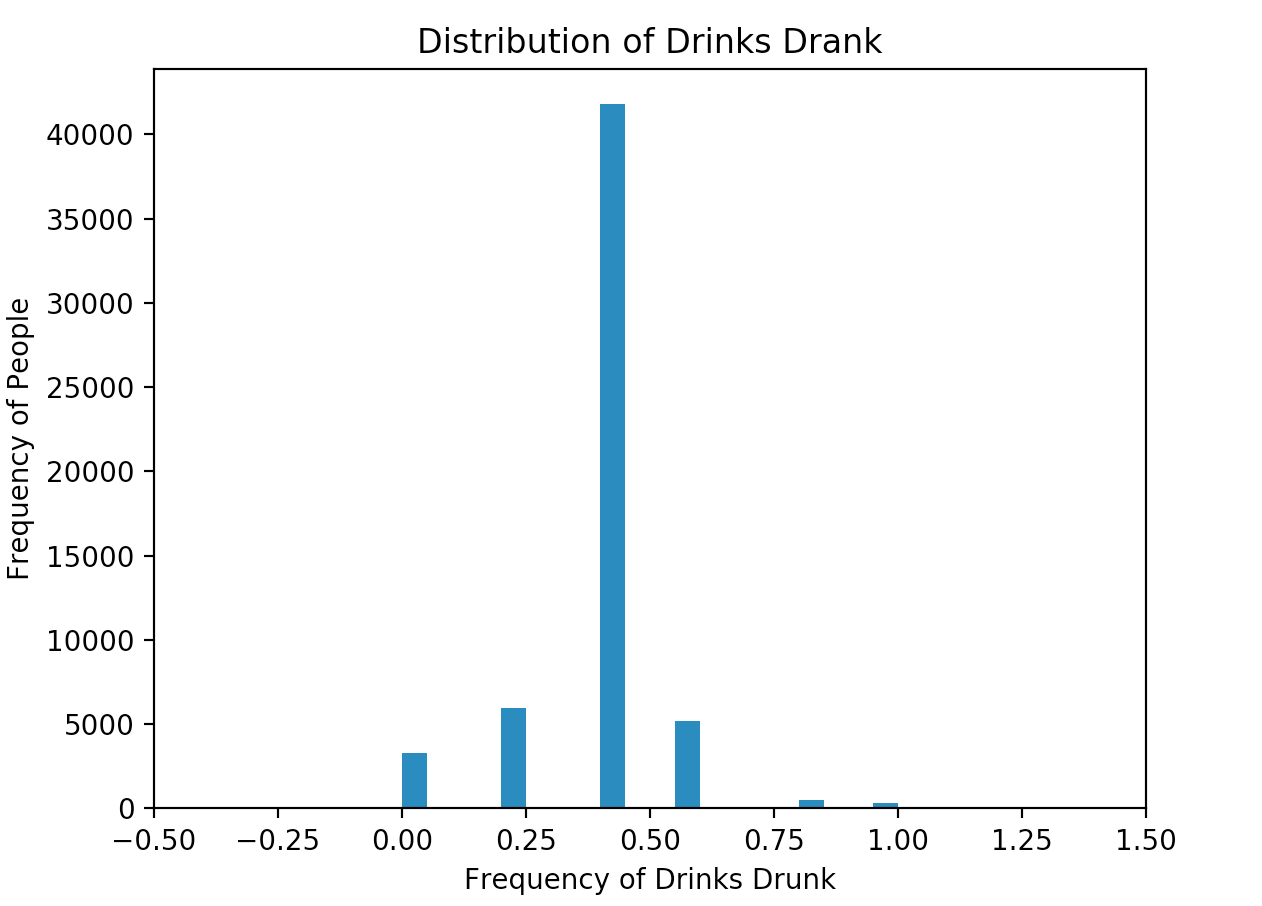 Distribution of Drinks Drank
Frequency of People
40000
35000
30000
25000
20000
15000
10000
5000
0
−0.50 −0.25 0.00 0.25 0.50 0.75 1.00 1.25 1.50
Frequency of Drinks Drunk